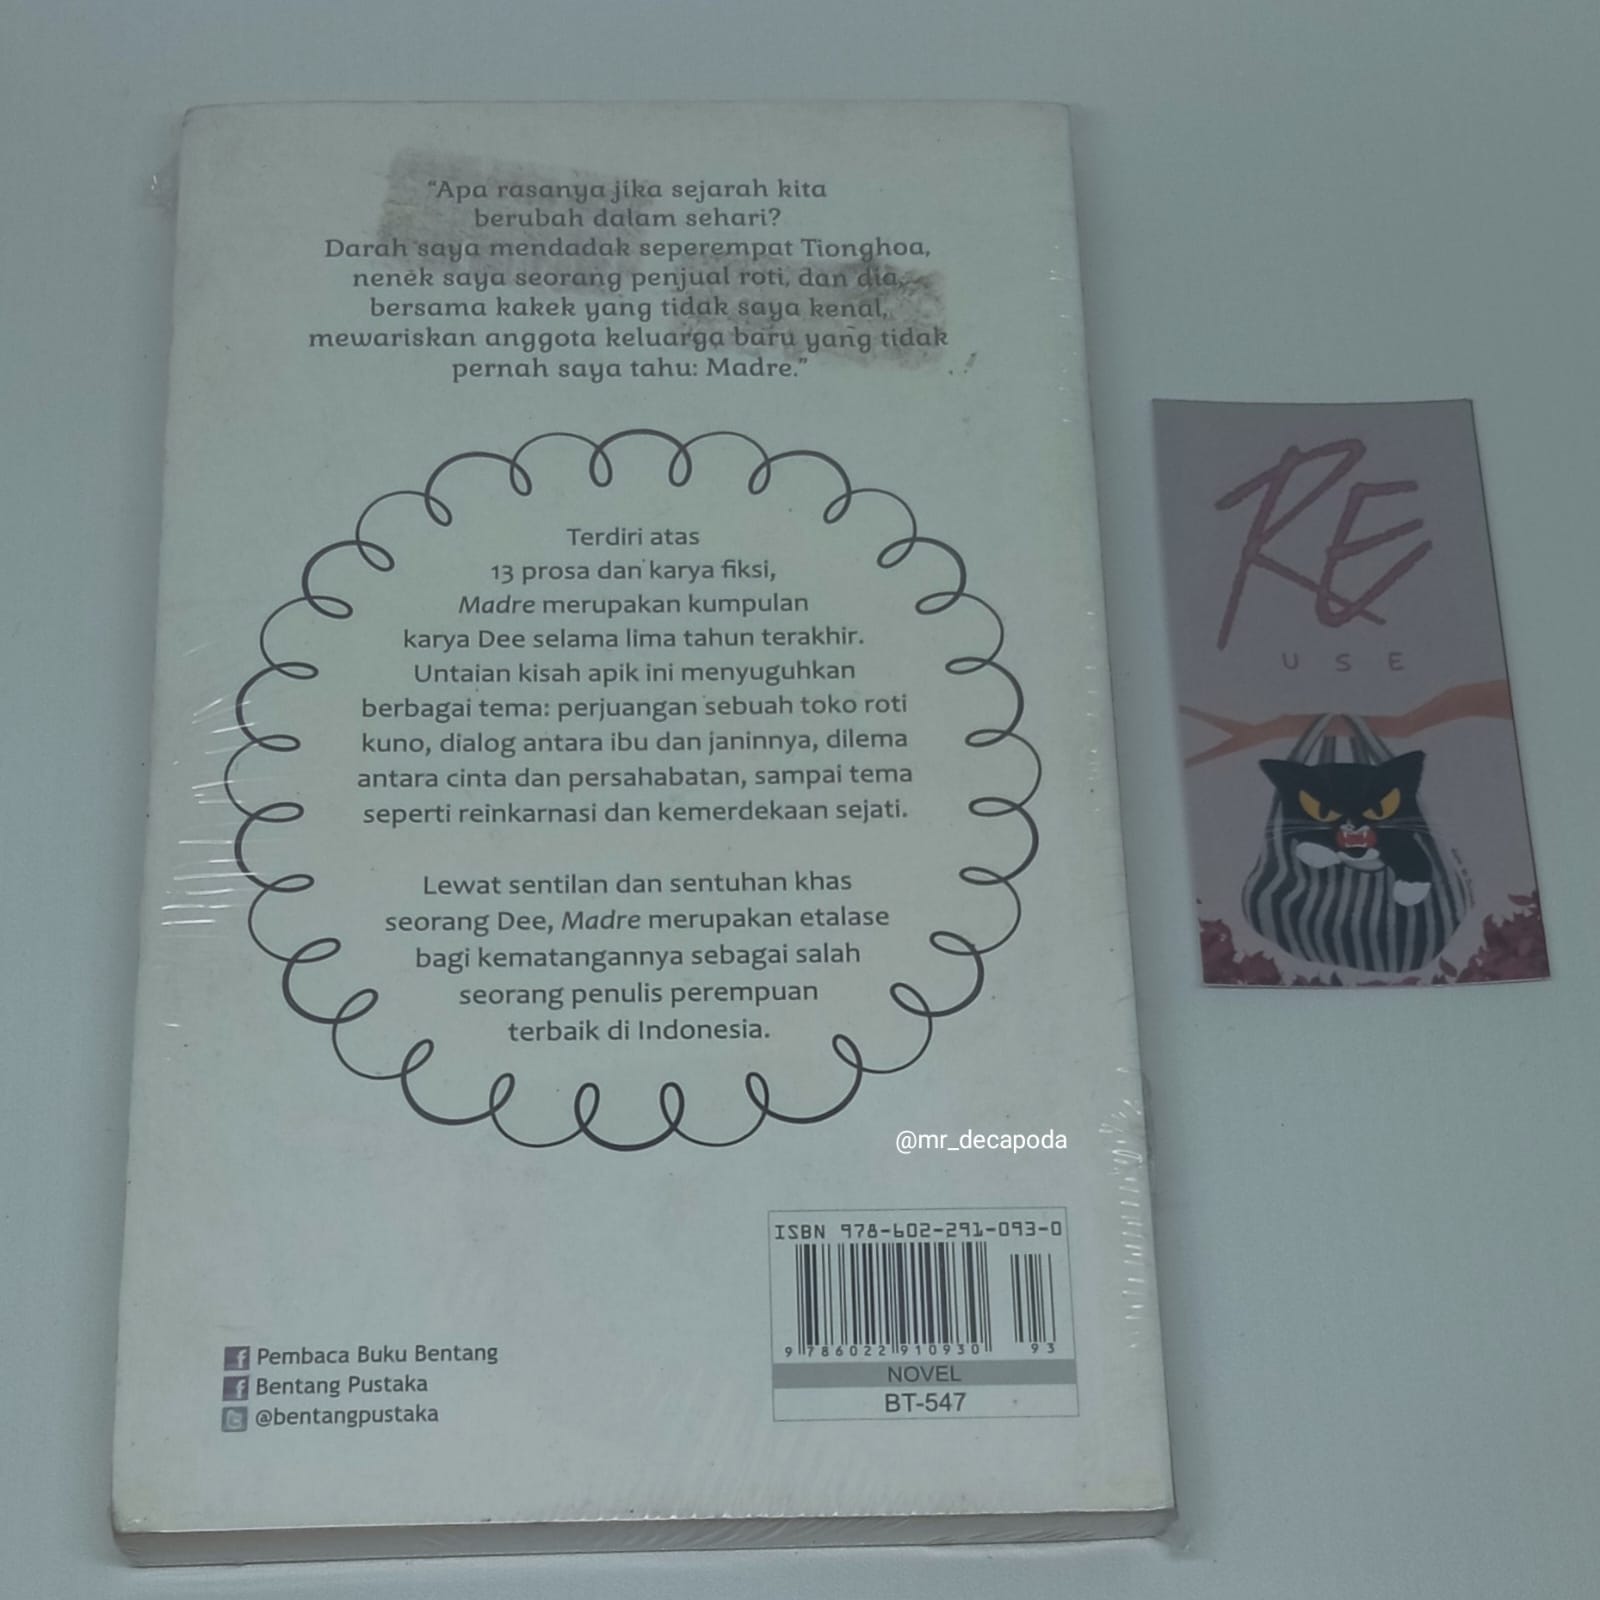 “Apa rasanya jika sejarah kita
berubah dalam sehari?
Darah saya mendadak seperempat Tionghoa,
nenek saya seorang penjual roti, dan dia,
bersama kakek yang tidak saya kenal,
mewariskan anggota keluarga baru yang tidak
pernah saya tahu: Madre.”
Terdiri atas
13 prosa dan karya fiksi,
Madre merupakan kumpulan
karya Dee selama lima tahun terakhir.
Untaian kisah apik ini menyuguhkan
berbagai tema: perjuangan sebuah toko roti
kuno, dialog antara ibu dan janinnya, dilema
antara cinta dan persahabatan, sampai tema
seperti reinkarnasi dan kemerdekaan sejati.
Lewat sentilan dan sentuhan khas
seorang Dee, Madre merupakan etalase
bagi kematangannya sebagai salah
seorang penulis perempuan
terbaik di Indonesia.
@mr_decapoda
ISBN 978-602-291-093-0
9 786022 910930
93
NOVEL
BT-547
Pembaca Buku Bentang
Bentang Pustaka
@bentangpustaka
RE
USE